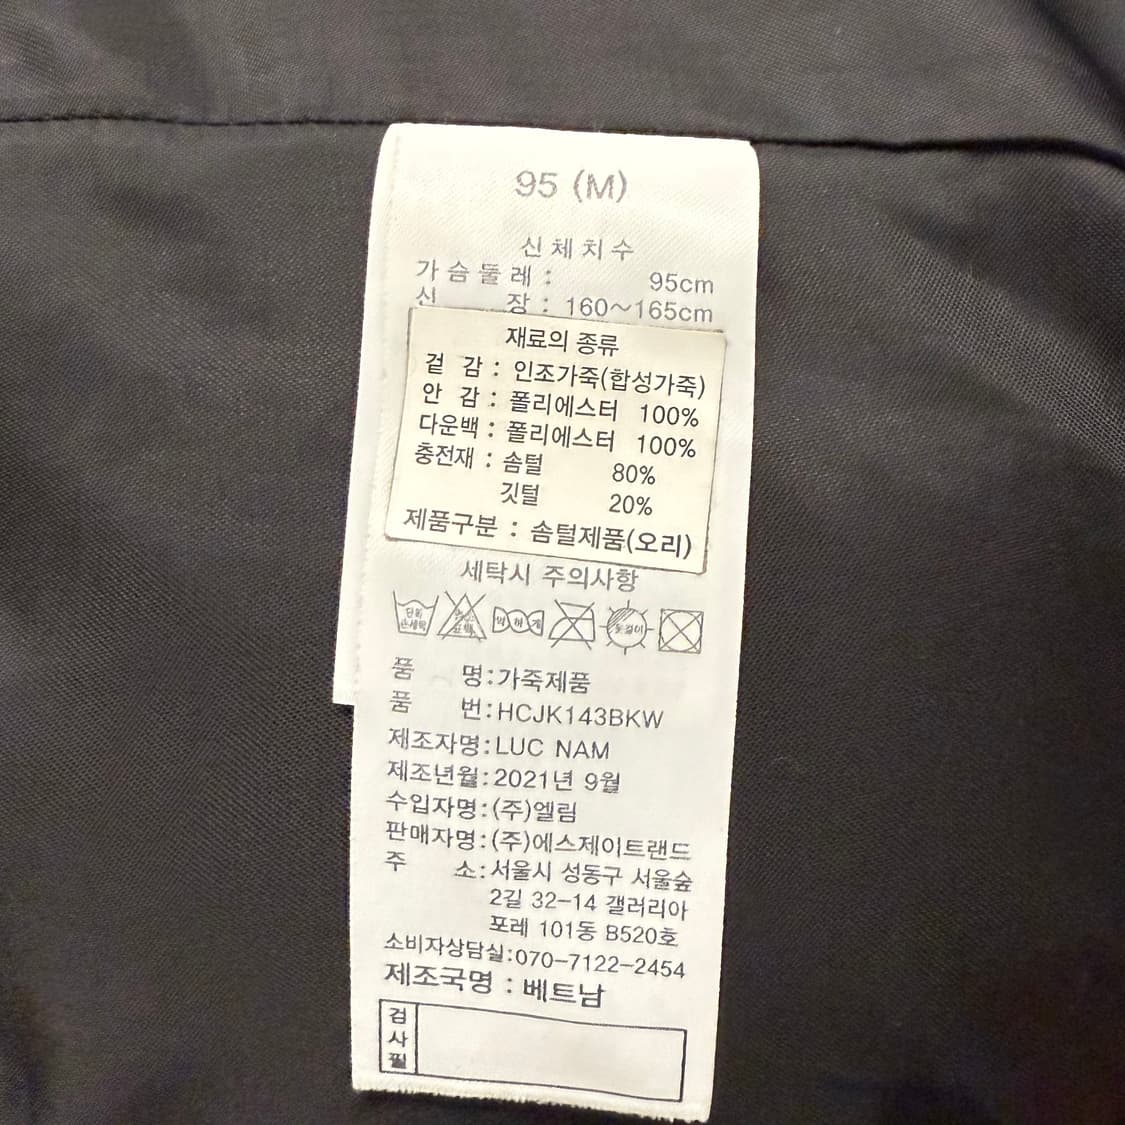 95 (M)
신체치수
가슴둘레 : 95cm
신 장 : 160~165cm
재료의 종류
겉 감 : 인조가죽(합성가죽)
안 감 : 폴리에스터 100%
다운백 : 폴리에스터 100%
충전재 : 솜털 80%
깃털 20%
제품구분 : 솜털제품(오리)
세탁시 주의사항
약하게 뉘걸이
품 명:가죽제품
품 번:HCJK143BKW
제조자명:LUC NAM
제조년월:2021년 9월
수입자명:(주)엘림
판매자명:(주)에스제이트랜드
주 소:서울시 성동구 서울숲
2길 32-14 갤러리아
포레 101동 B520호
소비자상담실:070-7122-2454
제조국명 : 베트남
검사필